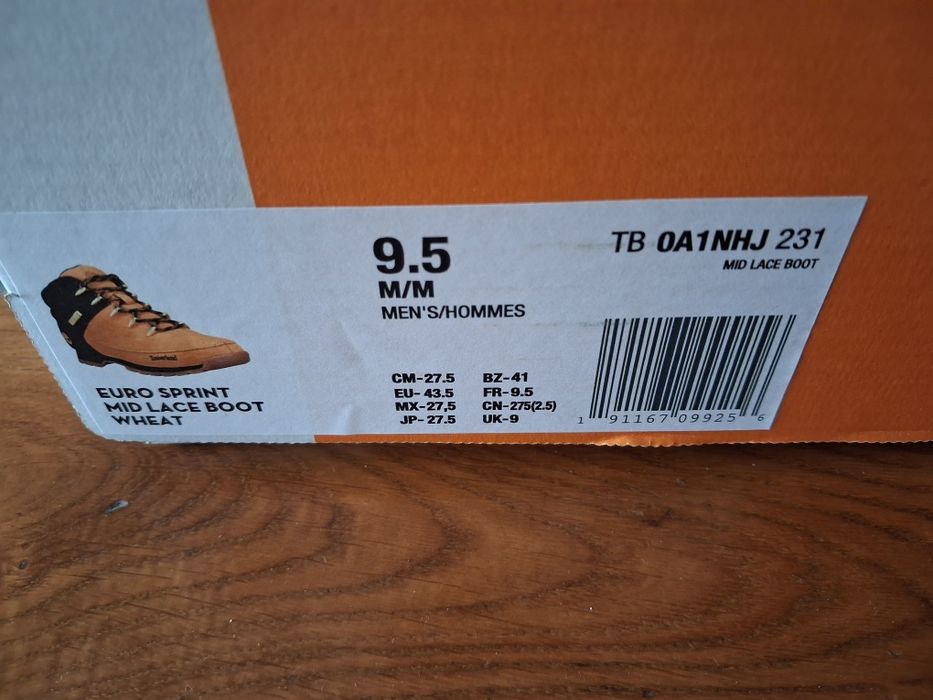 9.5
M/M
MEN'S/HOMMES
TB 0A1NHJ 231
MID LACE BOOT
Timberland
EURO SPRINT
MID LACE BOOT
WHEAT
CM-27.5 BZ-41
EU-43.5 FR-9.5
MX-27,5 CN-275(2.5)
JP-27.5 UK-9
1 91167 09925 6